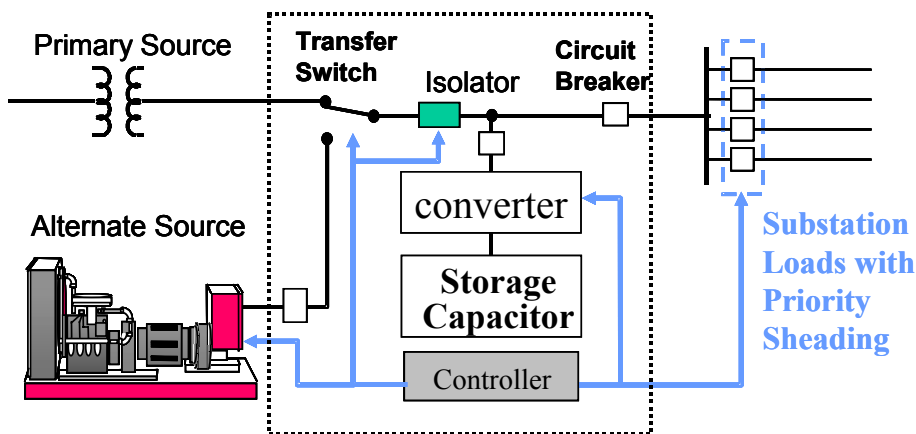 Primary Source
Transfer
Switch
Isolator
Circuit
Breaker
Alternate Source
converter
Storage
Capacitor
Controller
Substation
Loads with
Priority
Sheading